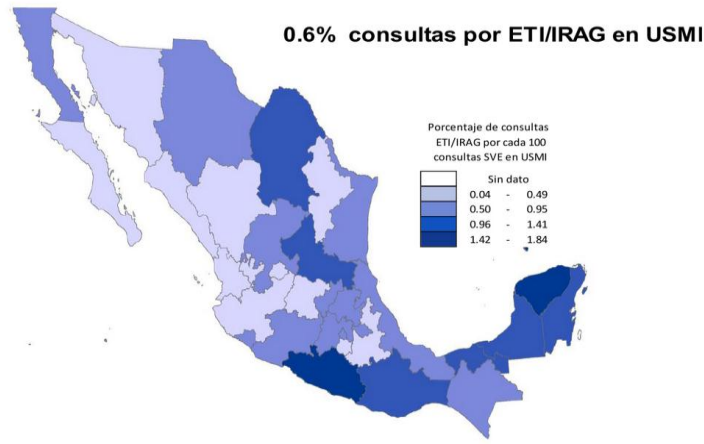 0.6% consultas por ETI/IRAG en USMI
Porcentaje de consultas
ETI/IRAG por cada 100
consultas SVE en USMI
Sin dato
0.04 - 0.49
0.50 - 0.95
0.96 - 1.41
1.42 - 1.84